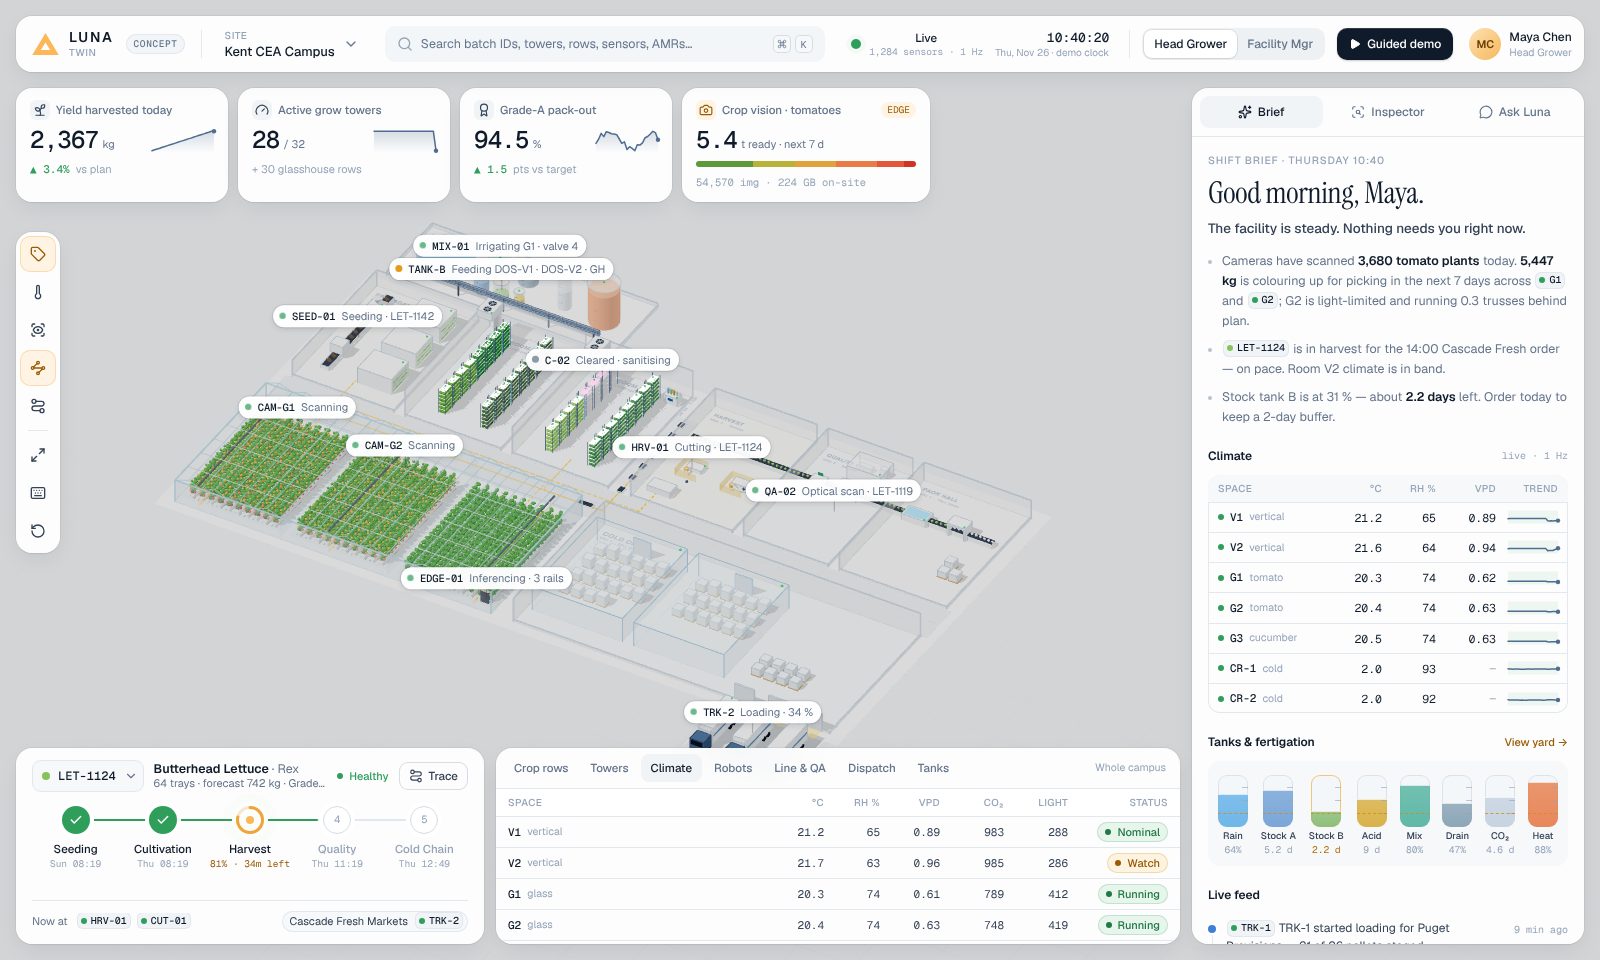 LUNA
TWIN
CONCEPT
SITE
Kent CEA Campus
Search batch IDs, towers, rows, sensors, AMRs...
⌘ K
Live
1,284 sensors · 1 Hz
10:40:20
Thu, Nov 26 · demo clock
Head Grower
Facility Mgr
Guided demo
MC
Maya Chen
Head Grower
Yield harvested today
2,367 kg
▲ 3.4% vs plan
Active grow towers
28 / 32
+ 30 glasshouse rows
Grade-A pack-out
94.5 %
▲ 1.5 pts vs target
Crop vision · tomatoes
EDGE
5.4 t ready · next 7 d
54,570 img · 224 GB on-site
MIX-01 Irrigating G1 · valve 4
TANK-B Feeding DOS-V1 · DOS-V2 · GH
SEED-01 Seeding · LET-1142
C-02 Cleared · sanitising
CAM-G1 Scanning
CAM-G2 Scanning
HRV-01 Cutting · LET-1124
QA-02 Optical scan · LET-1119
EDGE-01 Inferencing · 3 rails
TRK-2 Loading · 34 %
Brief
Inspector
Ask Luna
SHIFT BRIEF · THURSDAY 10:40
Good morning, Maya.
The facility is steady. Nothing needs you right now.
Cameras have scanned 3,680 tomato plants today. 5,447
kg is colouring up for picking in the next 7 days across G1
and G2; G2 is light-limited and running 0.3 trusses behind
plan.
LET-1124 is in harvest for the 14:00 Cascade Fresh order
— on pace. Room V2 climate is in band.
Stock tank B is at 31 % — about 2.2 days left. Order today to
keep a 2-day buffer.
Climate
live · 1 Hz
SPACE °C RH % VPD TREND
V1 vertical 21.2 65 0.89
V2 vertical 21.6 64 0.94
G1 tomato 20.3 74 0.62
G2 tomato 20.4 74 0.63
G3 cucumber 20.5 74 0.63
CR-1 cold 2.0 93 –
CR-2 cold 2.0 92 –
Tanks & fertigation
View yard →
Rain Stock A Stock B Acid Mix Drain CO₂ Heat
64% 5.2 d 2.2 d 9 d 80% 47% 4.6 d 88%
Live feed
TRK-1 TRK-1 started loading for Puget
9 min ago
LET-1124
Butterhead Lettuce · Rex
64 trays · forecast 742 kg · Grade...
Healthy
Trace
4
5
Seeding Cultivation Harvest Quality Cold Chain
Sun 08:19 Thu 08:19 81% · 34m left Thu 11:19 Thu 12:49
Now at HRV-01 CUT-01
Cascade Fresh Markets TRK-2
Crop rows Towers Climate Robots Line & QA Dispatch Tanks
Whole campus
SPACE °C RH % VPD CO₂ LIGHT STATUS
V1 vertical 21.2 65 0.89 983 288 Nominal
V2 vertical 21.7 63 0.96 985 286 Watch
G1 glass 20.3 74 0.61 789 412 Running
G2 glass 20.4 74 0.63 748 419 Running